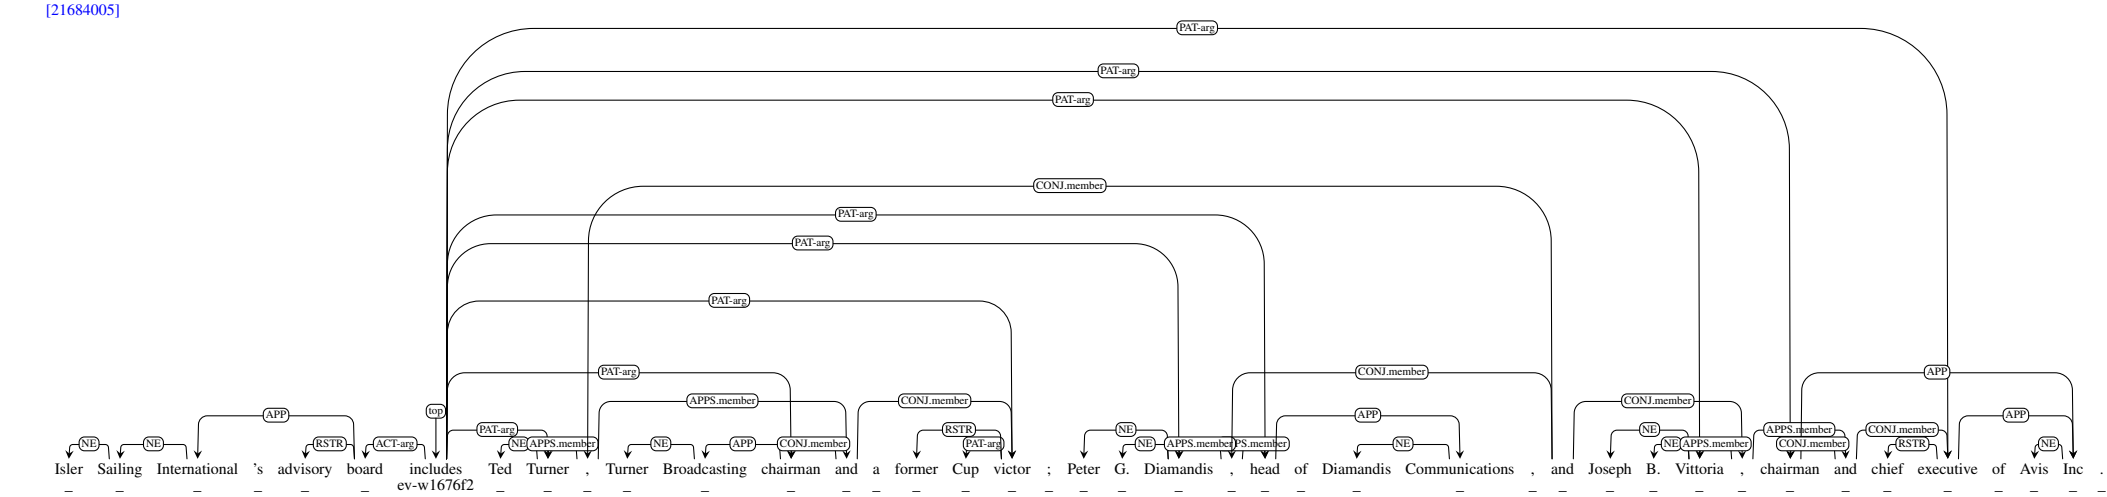 [21684005]
PAT-arg
PAT-arg
PAT-arg
CONJ.member
PAT-arg
PAT-arg
PAT-arg
PAT-arg CONJ.member APP
top APPS.member CONJ.member CONJ.member
APP APP APP
PAT-arg RSTR NE NE APPS.member CONJ.member
NE NE RSTR ACT-arg NE APPS.member NE APP CONJ.member PAT-arg NE APPS.member PS.member NE NE APPS.member CONJ.member RSTR NE
Isler Sailing International 's advisory board includes Ted Turner , Turner Broadcasting chairman and a former Cup victor ; Peter G. Diamandis , head of Diamandis Communications , and Joseph B. Vittoria , chairman and chief executive of Avis Inc .
ev-w1676f2